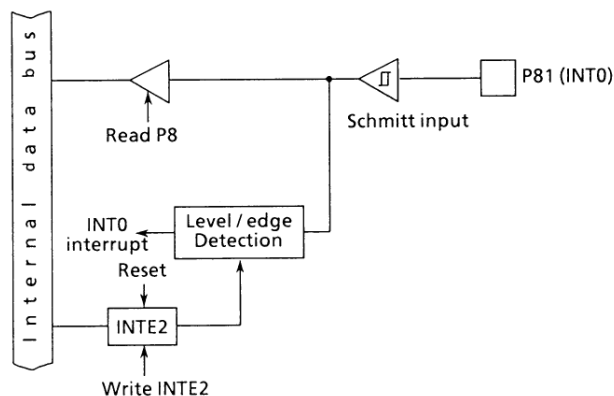 Internal data bus
P81 (INT0)
Schmitt input
Read P8
Level / edge
Detection
INT0
interrupt
Reset
INTE2
Write INTE2